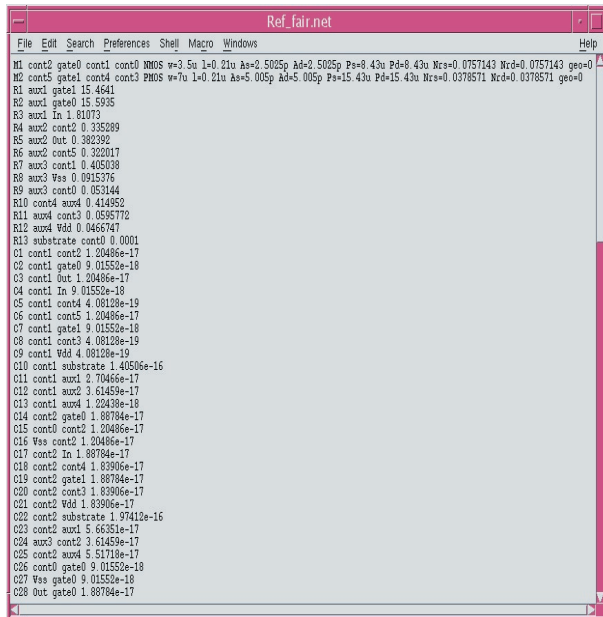 Ref_fair.net
File Edit Search Preferences Shell Macro Windows Help
M1 cont2 gate0 cont1 cont0 NMOS w=3.5u l=0.21u As=2.5025p Ad=2.5025p Ps=8.43u Pd=8.43u Nrs=0.0757143 Nrd=0.0757143 geo=0
M2 cont5 gate1 cont4 cont3 PMOS w=7u l=0.21u As=5.005p Ad=5.005p Ps=15.43u Pd=15.43u Nrs=0.0378571 Nrd=0.0378571 geo=0
R1 aux1 gate1 15.4641
R2 aux1 gate0 15.5935
R3 aux1 In 1.81073
R4 aux2 cont2 0.335289
R5 aux2 Out 0.382392
R6 aux2 cont5 0.322017
R7 aux3 cont1 0.405038
R8 aux3 Vss 0.0915376
R9 aux3 cont0 0.053144
R10 cont4 aux4 0.414952
R11 aux4 cont3 0.0595772
R12 aux4 Vdd 0.0466747
R13 substrate cont0 0.0001
C1 cont1 cont2 1.20486e-17
C2 cont1 gate0 9.01552e-18
C3 cont1 Out 1.20486e-17
C4 cont1 In 9.01552e-18
C5 cont1 cont4 4.08128e-19
C6 cont1 cont5 1.20486e-17
C7 cont1 gate1 9.01552e-18
C8 cont1 cont3 4.08128e-19
C9 cont1 Vdd 4.08128e-19
C10 cont1 substrate 1.40506e-16
C11 cont1 aux1 2.70466e-17
C12 cont1 aux2 3.61459e-17
C13 cont1 aux4 1.22438e-18
C14 cont2 gate0 1.88784e-17
C15 cont0 cont2 1.20486e-17
C16 Vss cont2 1.20486e-17
C17 cont2 In 1.88784e-17
C18 cont2 cont4 1.83906e-17
C19 cont2 gate1 1.88784e-17
C20 cont2 cont3 1.83906e-17
C21 cont2 Vdd 1.83906e-17
C22 cont2 substrate 1.97412e-16
C23 cont2 aux1 5.66351e-17
C24 aux3 cont2 3.61459e-17
C25 cont2 aux4 5.51718e-17
C26 cont0 gate0 9.01552e-18
C27 Vss gate0 9.01552e-18
C28 Out gate0 1.88784e-17